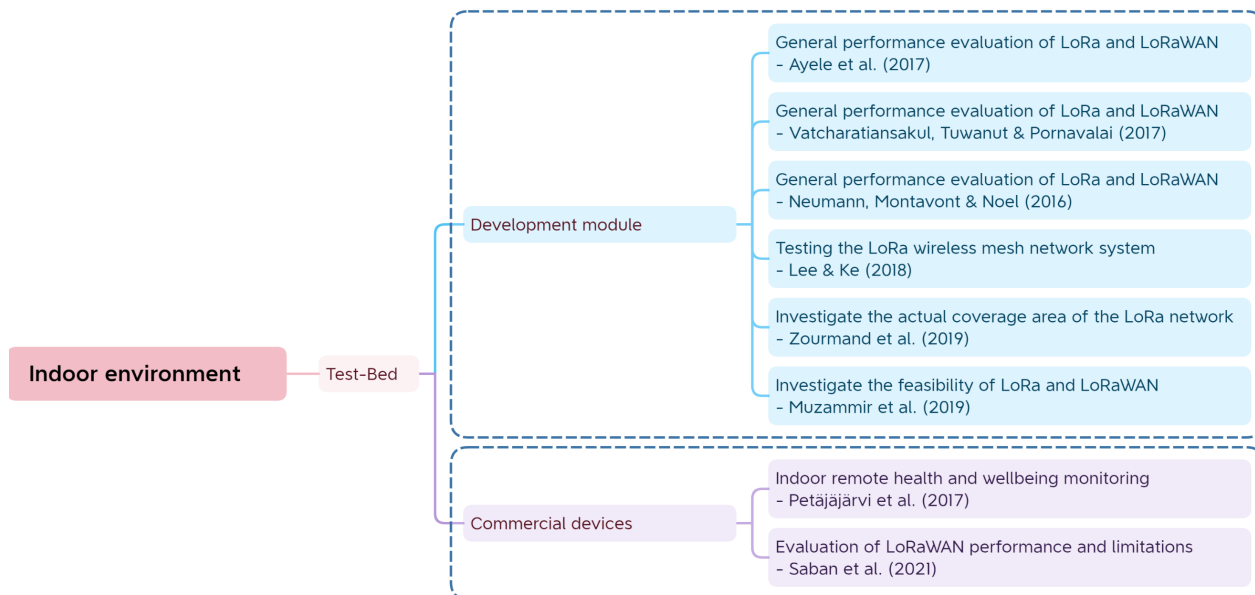 Indoor environment
Test-Bed
Development module
General performance evaluation of LoRa and LoRaWAN
- Ayele et al. (2017)
General performance evaluation of LoRa and LoRaWAN
- Vatcharatiansakul, Tuwanut & Pornavalai (2017)
General performance evaluation of LoRa and LoRaWAN
- Neumann, Montavont & Noel (2016)
Testing the LoRa wireless mesh network system
- Lee & Ke (2018)
Investigate the actual coverage area of the LoRa network
- Zourmand et al. (2019)
Investigate the feasibility of LoRa and LoRaWAN
- Muzammir et al. (2019)
Commercial devices
Indoor remote health and wellbeing monitoring
- Petäjäjärvi et al. (2017)
Evaluation of LoRaWAN performance and limitations
- Saban et al. (2021)